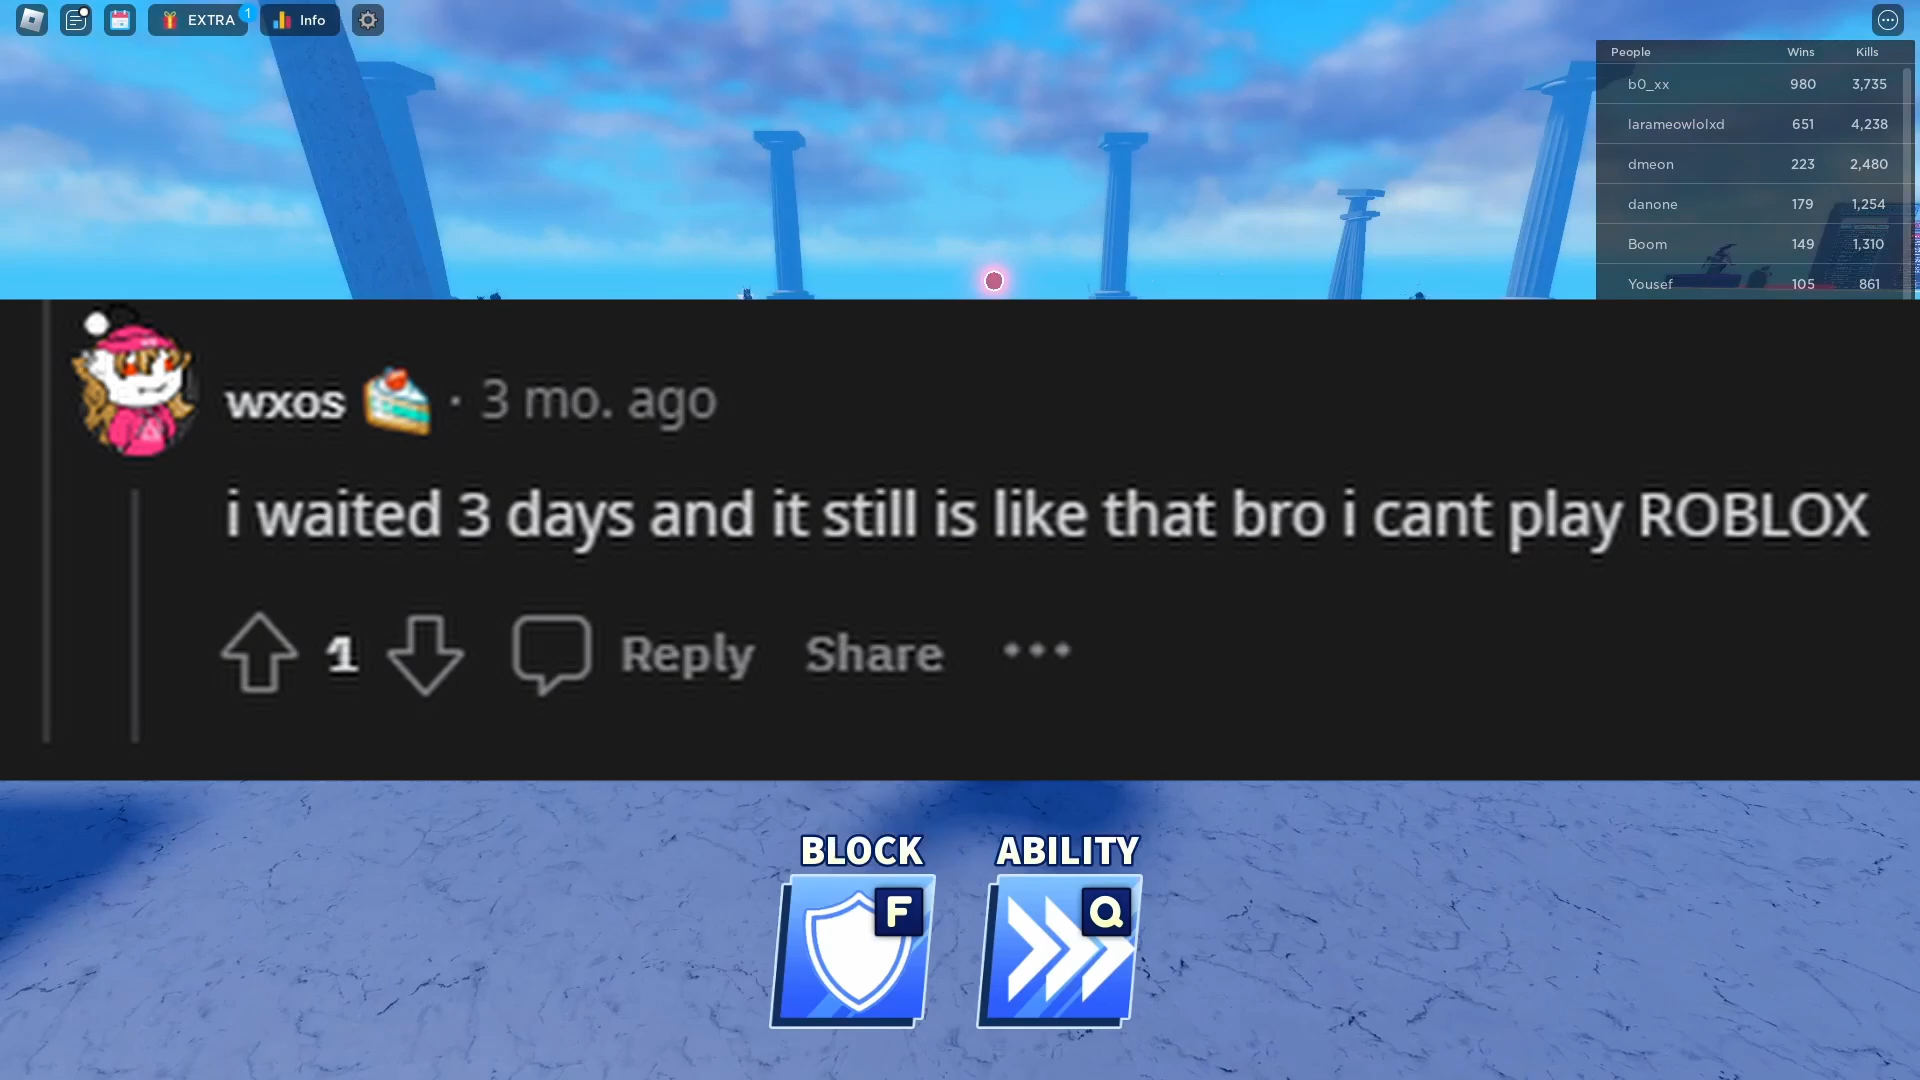 EXTRA 1 Info
People Wins Kills
b0_xx 980 3,735
larameowlolxd 651 4,238
dmeon 223 2,480
danone 179 1,254
Boom 149 1,310
Yousef 105 861
wxos · 3 mo. ago
i waited 3 days and it still is like that bro i cant play ROBLOX
1 Reply Share
BLOCK ABILITY
F Q